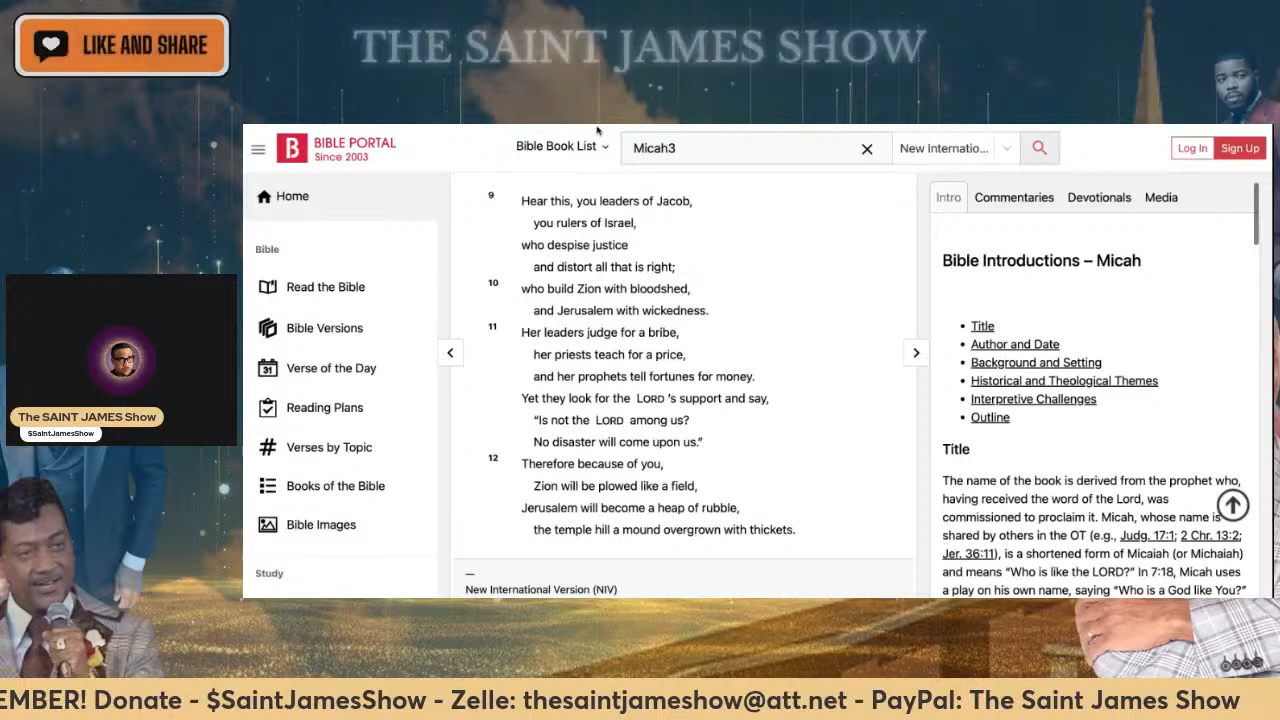 LIKE AND SHARE
THE SAINT JAMES SHOW
BIBLE PORTAL
Since 2003
Bible Book List
Micah3
New Internatio...
Log In
Sign Up
Home
Bible
Read the Bible
Bible Versions
31
Verse of the Day
Reading Plans
Verses by Topic
Books of the Bible
Bible Images
Study
9 Hear this, you leaders of Jacob,
you rulers of Israel,
who despise justice
and distort all that is right;
10 who build Zion with bloodshed,
and Jerusalem with wickedness.
11 Her leaders judge for a bribe,
her priests teach for a price,
and her prophets tell fortunes for money.
Yet they look for the LORD 's support and say,
“Is not the LORD among us?
No disaster will come upon us.”
12 Therefore because of you,
Zion will be plowed like a field,
Jerusalem will become a heap of rubble,
the temple hill a mound overgrown with thickets.
—
New International Version (NIV)
Intro Commentaries Devotionals Media
Bible Introductions – Micah
• Title
• Author and Date
• Background and Setting
• Historical and Theological Themes
• Interpretive Challenges
• Outline
Title
The name of the book is derived from the prophet who,
having received the word of the Lord, was
commissioned to proclaim it. Micah, whose name is
shared by others in the OT (e.g., Judg. 17:1; 2 Chr. 13:2;
Jer. 36:11), is a shortened form of Micaiah (or Michaiah)
and means “Who is like the LORD?” In 7:18, Micah uses
a play on his own name, saying “Who is a God like You?”
The SAINT JAMES Show
$SaintJamesShow
EMBER! Donate - $SaintJamesShow - Zelle: thesaintjameshow@att.net - PayPal: The Saint James Show